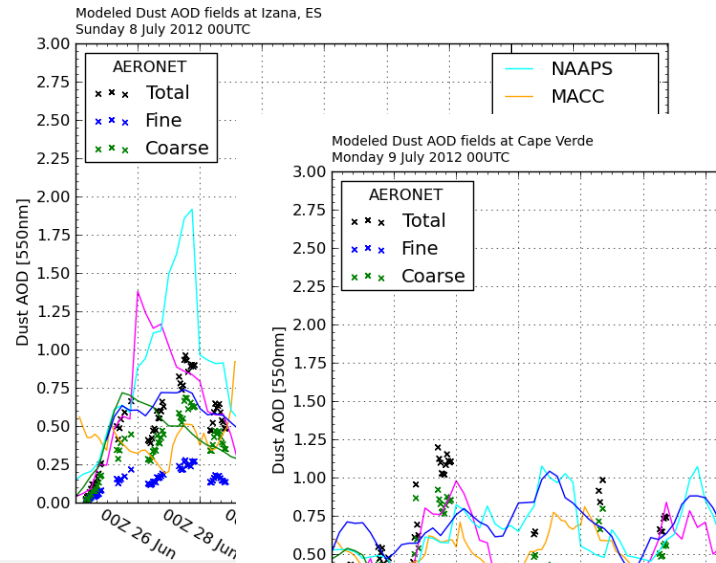 Modeled Dust AOD fields at Izana, ES
Sunday 8 July 2012 00UTC
3.00
2.75
2.50
2.25
2.00
1.75
1.50
1.25
1.00
0.75
0.50
0.25
0.00
Dust AOD [550nm]
AERONET
Total
Fine
Coarse
NAAPS
MACC
00Z 26 Jun
00Z 28 Jun
Modeled Dust AOD fields at Cape Verde
Monday 9 July 2012 00UTC
3.00
2.75
2.50
2.25
2.00
1.75
1.50
1.25
1.00
0.75
0.50
Dust AOD [550nm]
AERONET
Total
Fine
Coarse